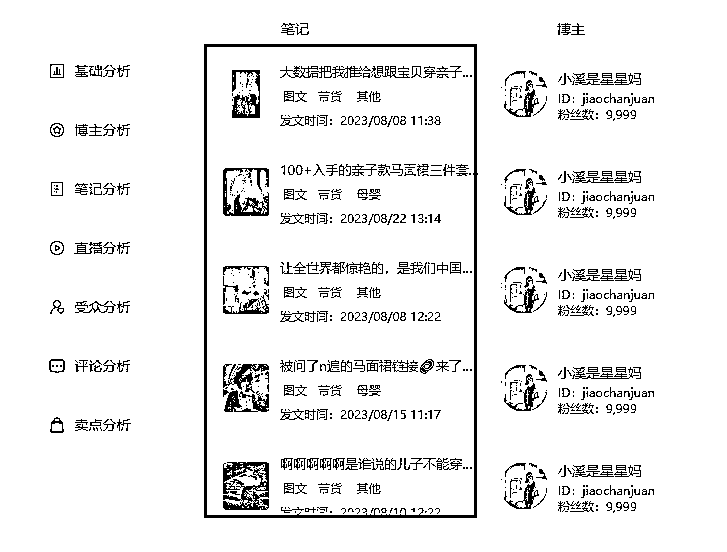 笔记
博主
基础分析
博主分析
笔记分析
直播分析
受众分析
评论分析
卖点分析
大数据把我推给想跟宝贝穿亲子...
图文 带货 其他
发文时间：2023/08/08 11:38
小溪是星星妈
ID：jiaochanjuan
粉丝数：9,999
100+入手的亲子款马面裙三件套...
图文 带货 母婴
发文时间：2023/08/22 13:14
小溪是星星妈
ID：jiaochanjuan
粉丝数：9,999
让全世界都惊艳的，是我们中国...
图文 带货 其他
发文时间：2023/08/08 12:22
小溪是星星妈
ID：jiaochanjuan
粉丝数：9,999
被问了n遍的马面裙链接🔗来了...
图文 带货 母婴
发文时间：2023/08/15 11:17
小溪是星星妈
ID：jiaochanjuan
粉丝数：9,999
啊啊啊啊啊是谁说的儿子不能穿...
图文 带货 其他
发文时间：2023/08/10 12:22
小溪是星星妈
ID：jiaochanjuan
粉丝数：9,999